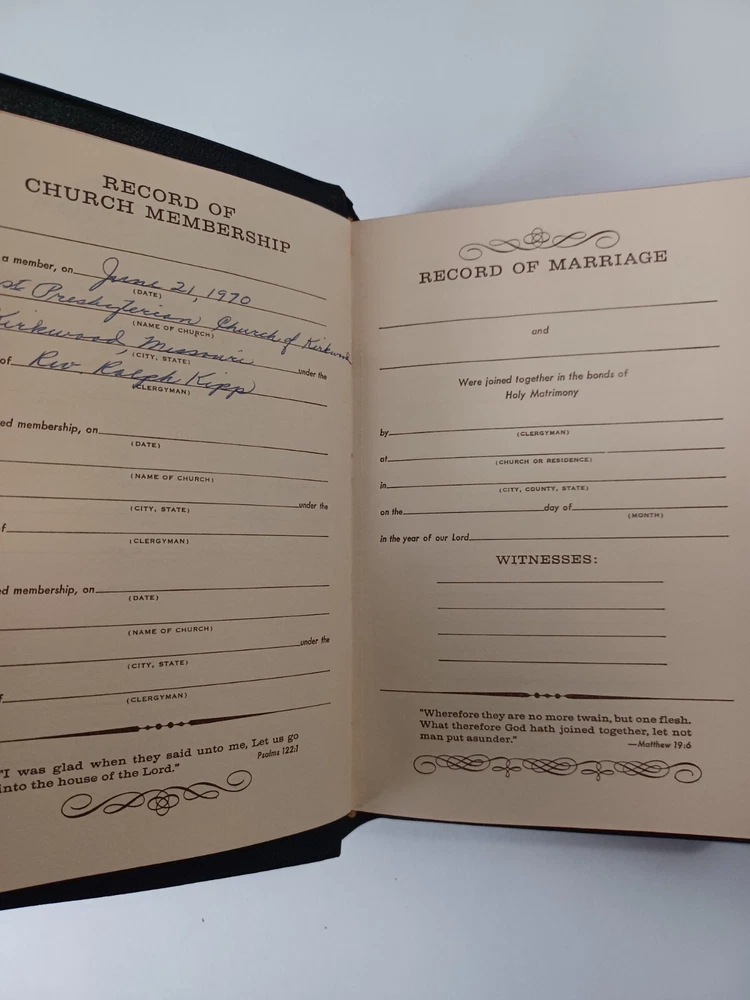 RECORD OF
CHURCH MEMBERSHIP
a member, on June 21, 1970
(DATE)
Presbyterian Church of Kirkwood
(NAME OF CHURCH)
Kirkwood, Missouri under the
(CITY, STATE)
of Rev. Ralph Kipp
(CLERGYMAN)
membership, on
(DATE)
(NAME OF CHURCH)
under the
(CITY, STATE)
(CLERGYMAN)
membership, on
(DATE)
(NAME OF CHURCH)
under the
(CITY, STATE)
(CLERGYMAN)
"I was glad when they said unto me, Let us go
into the house of the Lord."
Psalms 122:1
RECORD OF MARRIAGE
and
Were joined together in the bonds of
Holy Matrimony
by
(CLERGYMAN)
at
(CHURCH OR RESIDENCE)
in
(CITY, COUNTY, STATE)
on the day of
(MONTH)
in the year of our Lord
WITNESSES:
"Wherefore they are no more twain, but one flesh.
What therefore God hath joined together, let not
man put asunder."
—Matthew 19:6